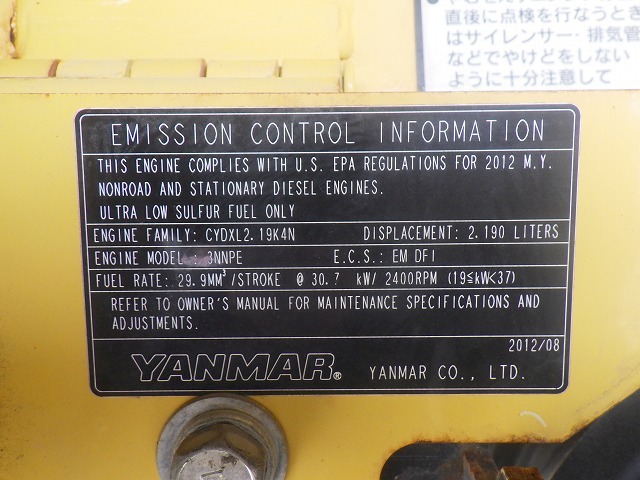 直後に点検を行なうとき
はサイレンサー・排気管
などでやけどをしない
ように十分注意して
EMISSION CONTROL INFORMATION
THIS ENGINE COMPLIES WITH U.S. EPA REGULATIONS FOR 2012 M.Y.
NONROAD AND STATIONARY DIESEL ENGINES.
ULTRA LOW SULFUR FUEL ONLY
ENGINE FAMILY: CYDXL2.19K4N DISPLACEMENT: 2.190 LITERS
ENGINE MODEL : 3NNPE E.C.S.: EM DFI
FUEL RATE: 29.9MM³/STROKE @ 30.7 kW/ 2400RPM (19≦kW<37)
REFER TO OWNER'S MANUAL FOR MAINTENANCE SPECIFICATIONS AND
ADJUSTMENTS.
2012/08
YANMAR® YANMAR CO., LTD.